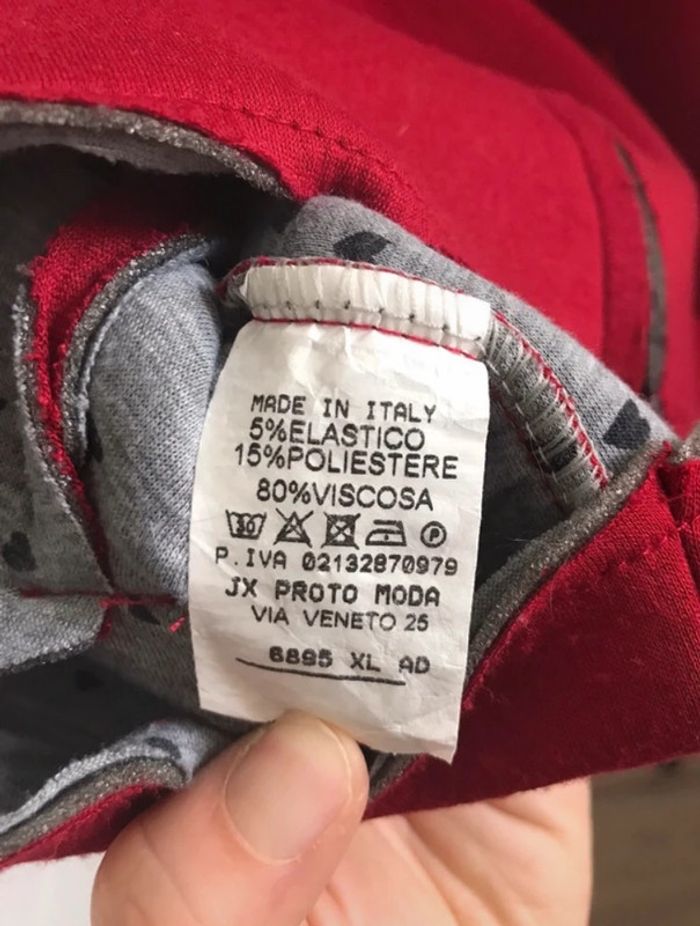 MADE IN ITALY
5%ELASTICO
15%POLIESTERE
80%VISCOSA
30 P
P.IVA 02132870979
JX PROTO MODA
VIA VENETO 25
6895 XL AD